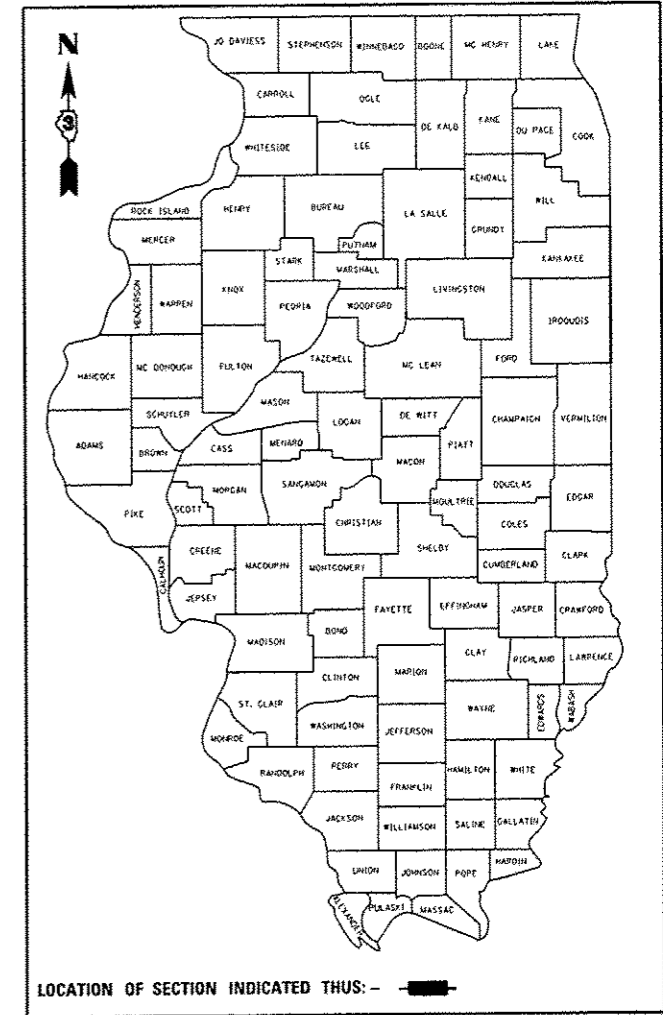 JO DAVIESS STEPHENSON WINNEBAGO BOONE MC HENRY LAKE
N
CARROLL OGLE
DE KALB KANE DU PAGE COOK
3
WHITESIDE LEE
KENDALL
WILL
ROCK ISLAND HENRY BUREAU LA SALLE
GRUNDY
MERCER PUTNAM
STARK MARSHALL KANKAKEE
HENDERSON WARREN KNOX LIVINGSTON
PEORIA WOODFORD IROQUOIS
HANCOCK MC DONOUGH FULTON TAZEWELL MC LEAN FORD
MASON
SCHUYLER LOGAN DE WITT CHAMPAIGN VERMILION
ADAMS BROWN CASS MENARD PIATT
MACON
MORGAN SANGAMON DOUGLAS
PIKE SCOTT MOULTRIE EDGAR
CHRISTIAN COLES
GREENE SHELBY
CALHOUN MACOUPIN MONTGOMERY CUMBERLAND CLARK
JERSEY
FAYETTE EFFINGHAM JASPER CRAWFORD
MADISON BOND
CLAY RICHLAND LAWRENCE
CLINTON MARION
ST. CLAIR WAYNE EDWARDS WABASH
MONROE WASHINGTON JEFFERSON
RANDOLPH PERRY HAMILTON WHITE
FRANKLIN
JACKSON WILLIAMSON SALINE GALLATIN
UNION JOHNSON POPE HARDIN
ALEXANDER PULASKI MASSAC
LOCATION OF SECTION INDICATED THUS: -